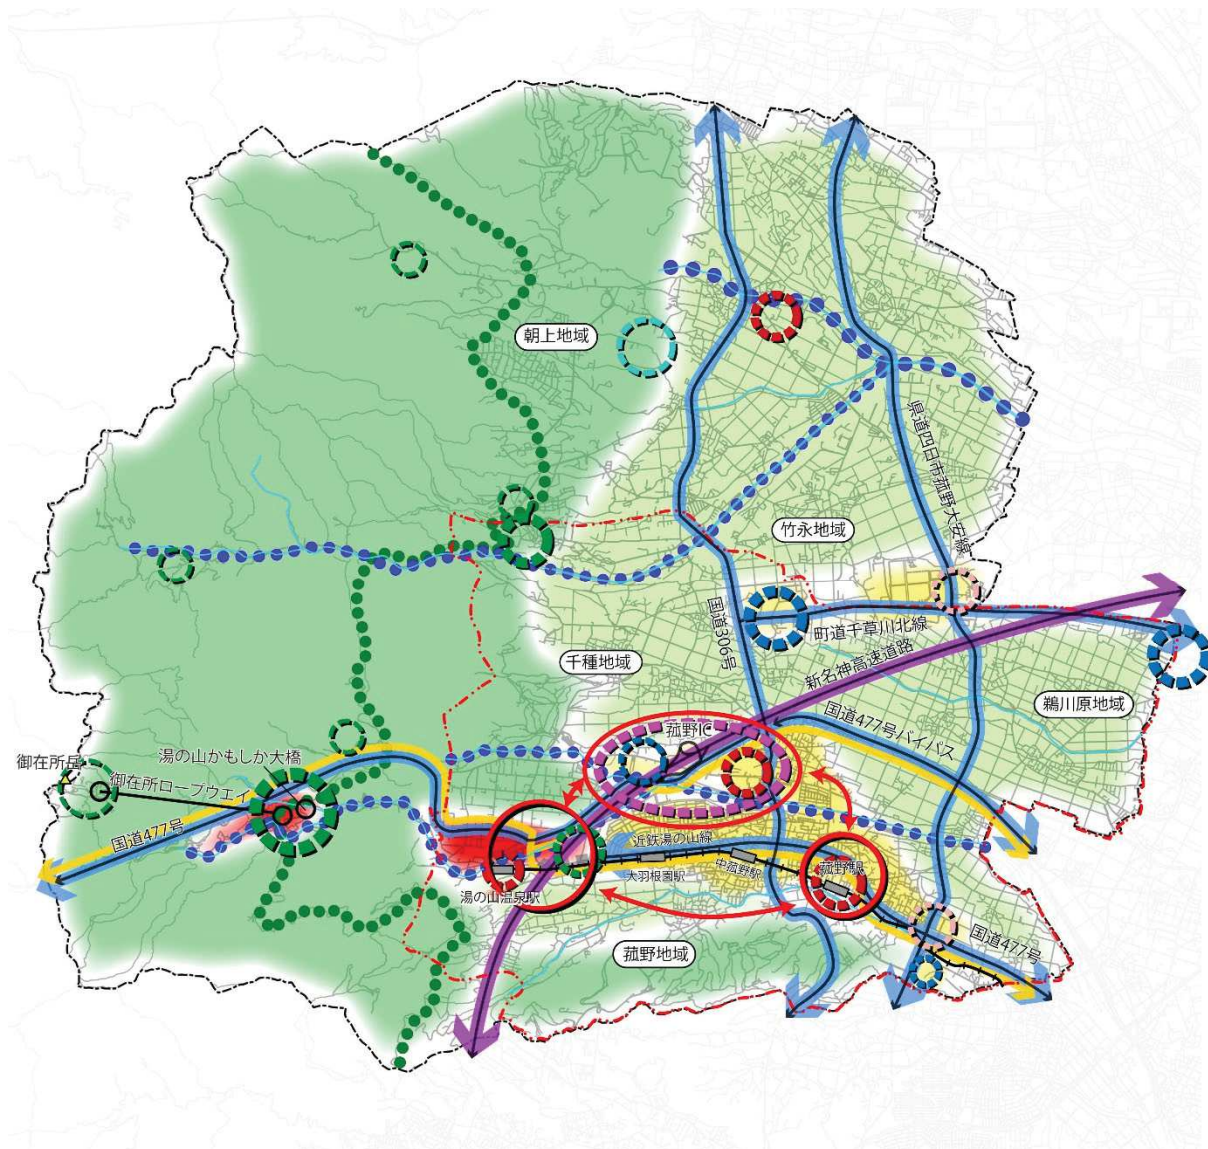 朝上地域
県道四日市菰野大安線
竹永地域
国道306号
町道千草川北線
千種地域
新名神高速道路
鵜川原地域
国道477号バイパス
菰野IC
湯の山かもしか大橋
御在所岳
御在所ロープウエイ
国道477号
近鉄湯の山線
中菰野駅
菰野駅
大羽根園駅
湯の山温泉駅
菰野地域
国道477号